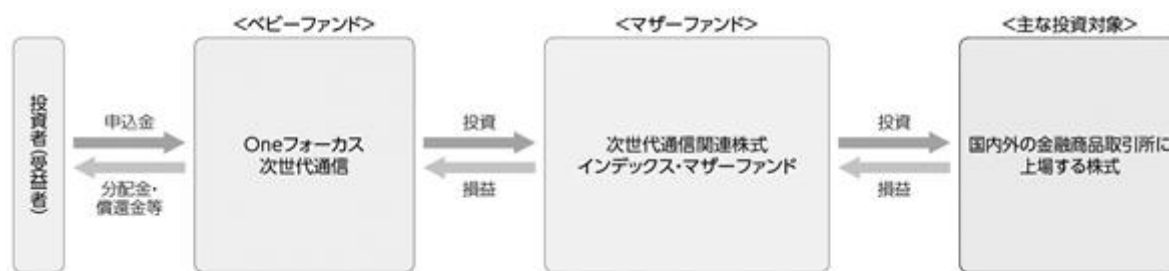 <ベビーファンド>
<マザーファンド>
<主な投資対象>
投資者(受益者)
申込金
分配金・
償還金等
Oneフォーカス
次世代通信
投資
損益
次世代通信関連株式
インデックス・マザーファンド
投資
損益
国内外の金融商品取引所に
上場する株式